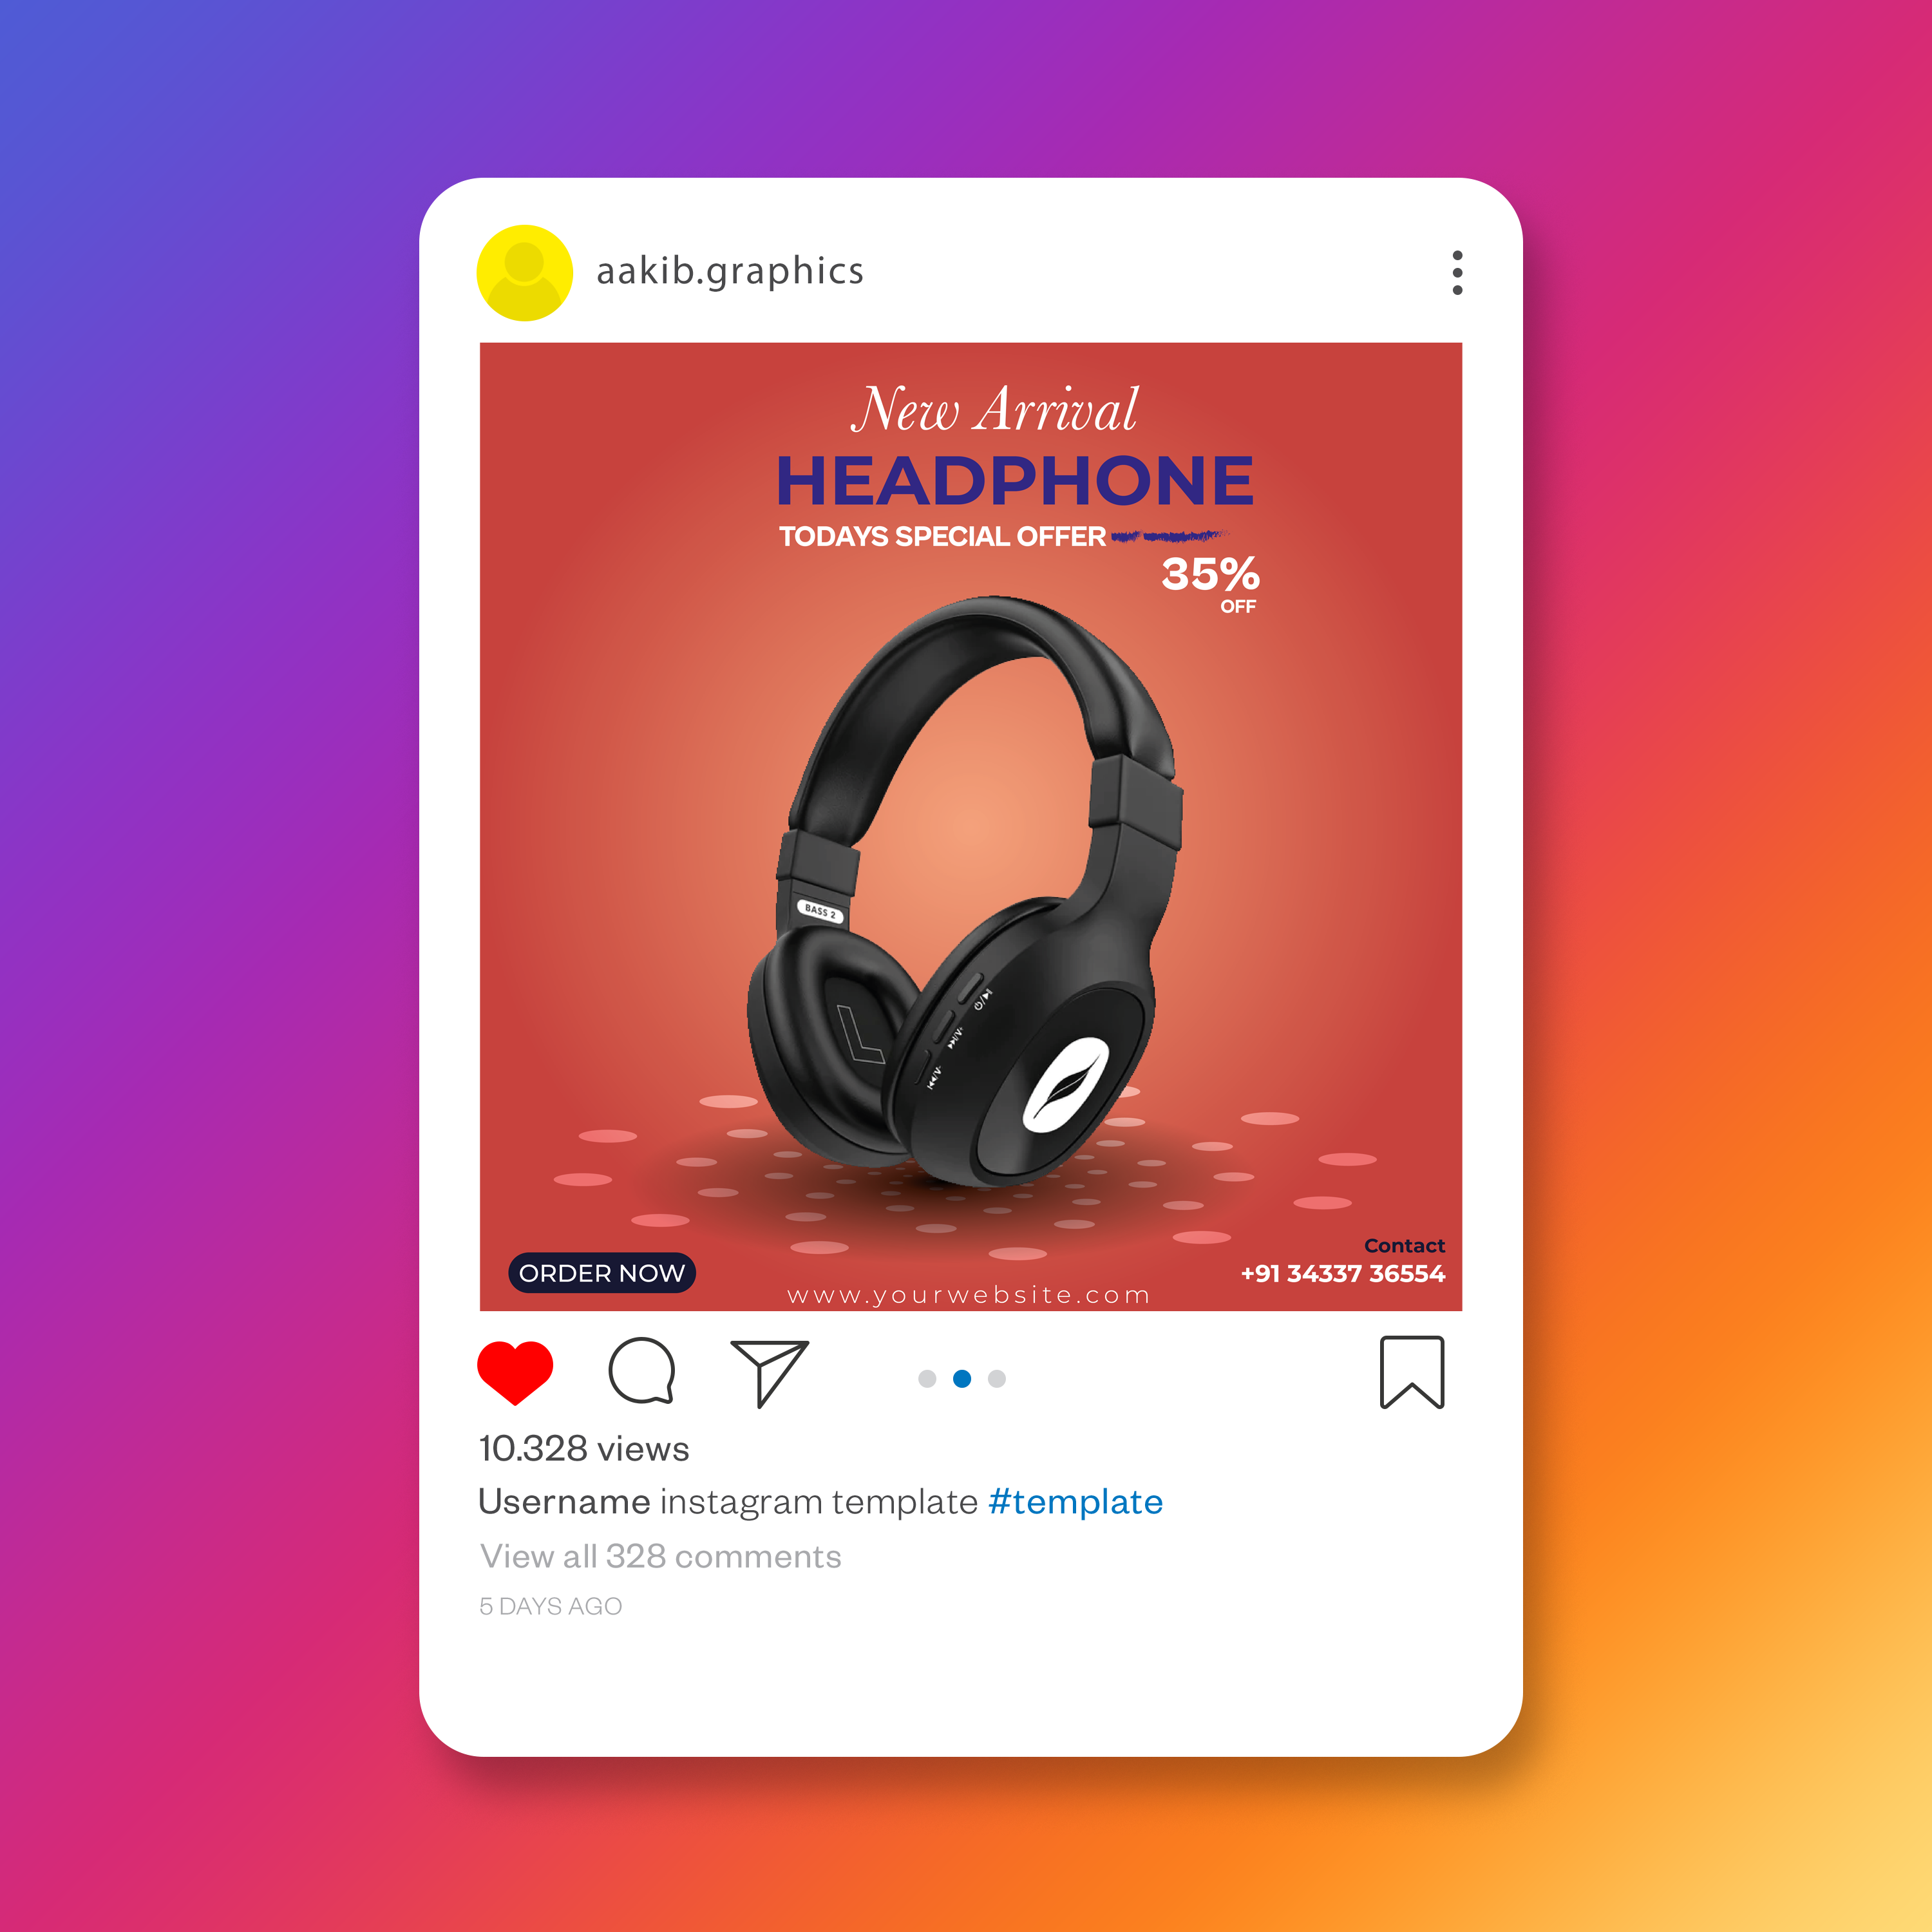 aakib.graphics
New Arrival
HEADPHONE
TODAYS SPECIAL OFFER
35%
OFF
BASS 2
L
⏻/▶|
▶▶|/V+
|◀◀/V-
ORDER NOW
www.yourwebsite.com
Contact
+91 34337 36554
10.328 views
Username instagram template #template
View all 328 comments
5 DAYS AGO